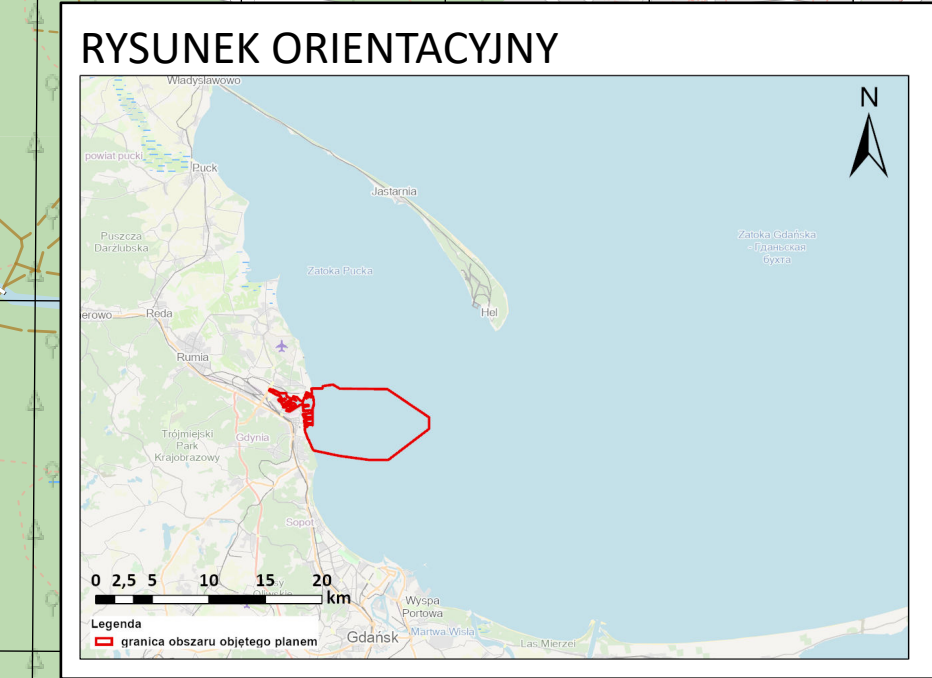 RYSUNEK ORIENTACYJNY
Władysławowo
N
powiat pucki
Puck
Jastarnia
Puszcza
Darżlubska
Zatoka Gdańska
- Гданьская
бухта
Zatoka Pucka
Hel
erowo
Reda
Rumia
Trójmiejski
Park
Krajobrazowy
Gdynia
Sopot
0 2,5 5 10 15 20
km
Oliwskie
Wyspa
Portowa
Legenda
granica obszaru objętego planem
Gdańsk
Martwa Wisła
Las Mierzei